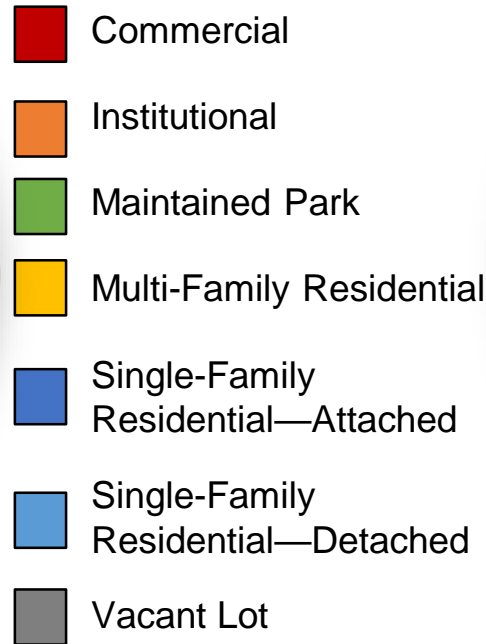 Commercial
Institutional
Maintained Park
Multi-Family Residential
Single-Family
Residential—Attached
Single-Family
Residential—Detached
Vacant Lot